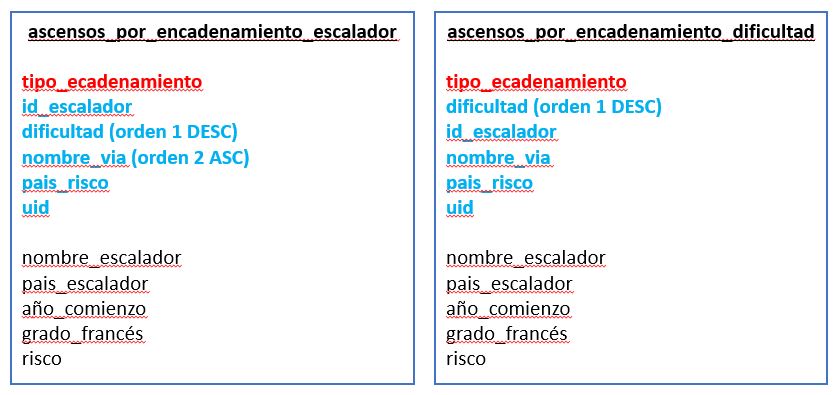 ascensos_por_encadenamiento_escalador
tipo_ecadenamiento
id_escalador
dificultad (orden 1 DESC)
nombre_via (orden 2 ASC)
pais_risco
uid
nombre_escalador
pais_escalador
año_comienzo
grado_francés
risco
ascensos_por_encadenamiento_dificultad
tipo_ecadenamiento
dificultad (orden 1 DESC)
id_escalador
nombre_via
pais_risco
uid
nombre_escalador
pais_escalador
año_comienzo
grado_francés
risco